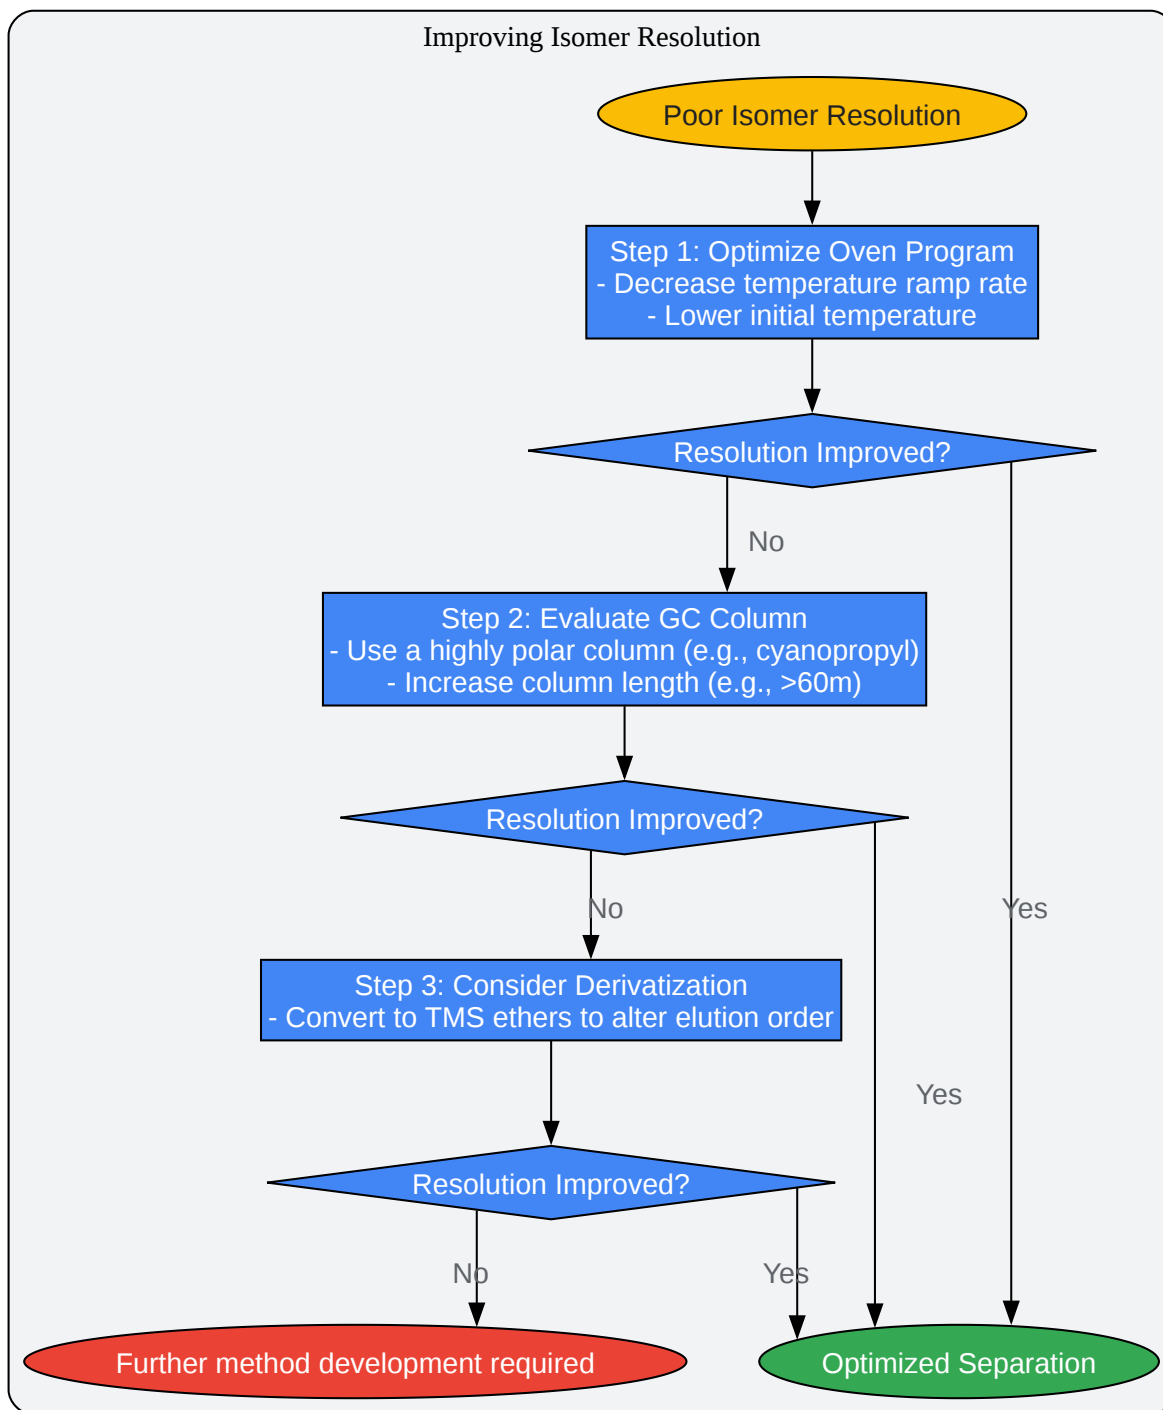 Improving Isomer Resolution
Poor Isomer Resolution
Step 1: Optimize Oven Program
- Decrease temperature ramp rate
- Lower initial temperature
Resolution Improved?
No
Step 2: Evaluate GC Column
- Use a highly polar column (e.g., cyanopropyl)
- Increase column length (e.g., >60m)
Resolution Improved?
No
Yes
Step 3: Consider Derivatization
- Convert to TMS ethers to alter elution order
Yes
Resolution Improved?
No
Yes
Further method development required
Optimized Separation